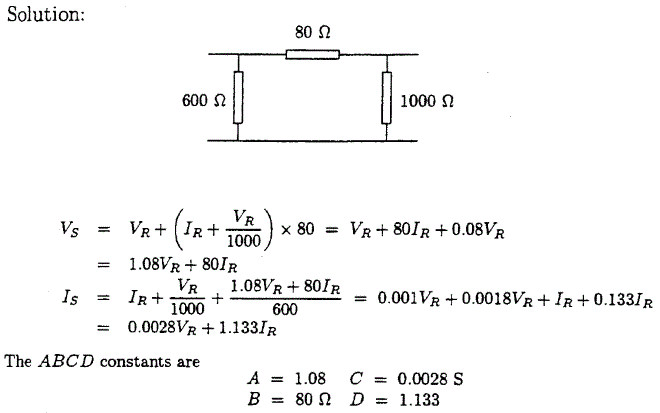 Solution:
80 Ω
600 Ω
1000 Ω
V_S = V_R + (I_R + V_R/1000) × 80 = V_R + 80I_R + 0.08V_R
= 1.08V_R + 80I_R
I_S = I_R + V_R/1000 + (1.08V_R + 80I_R)/600 = 0.001V_R + 0.0018V_R + I_R + 0.133I_R
= 0.0028V_R + 1.133I_R
The ABCD constants are
A = 1.08 C = 0.0028 S
B = 80 Ω D = 1.133